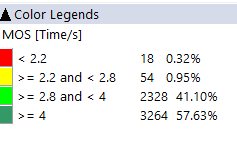 Color Legends
MOS [Time/s]
< 2.2 18 0.32%
>= 2.2 and < 2.8 54 0.95%
>= 2.8 and < 4 2328 41.10%
>= 4 3264 57.63%